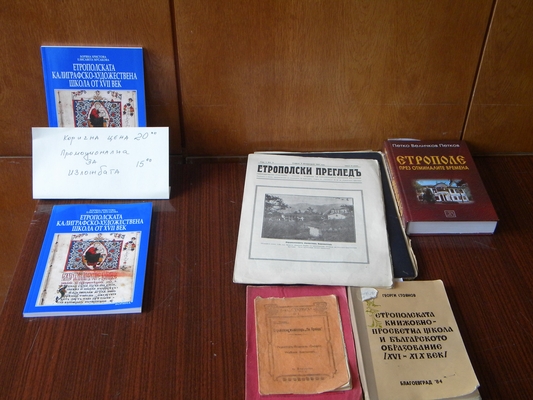 ЕТРОПОЛСКАТА
КАЛИГРАФСКО-ХУДОЖЕСТВЕНА
ШКОЛА ОТ XVII ВЕК
Корична цена 20⁰⁰
Промоционална
за
изложбата
15⁰⁰
ЕТРОПОЛСКАТА
КАЛИГРАФСКО-ХУДОЖЕСТВЕНА
ШКОЛА ОТ XVII ВЕК
ЕТРОПОЛСКИ ПРЕГЛЕДЪ
Петко Величков Петков
ЕТРОПОЛЕ
ПРЕЗ ОТМИНАЛИТЕ ВРЕМЕНА
ГЕОРГИ СТОЯНОВ
ЕТРОПОЛСКАТА
КНИЖОВНО-
ПРОСВЕТНА ШКОЛА
И БЪЛГАРСКОТО
ОБРАЗОВАНИЕ
/XVI-XIX ВЕК/
БЛАГОЕВГРАД '94